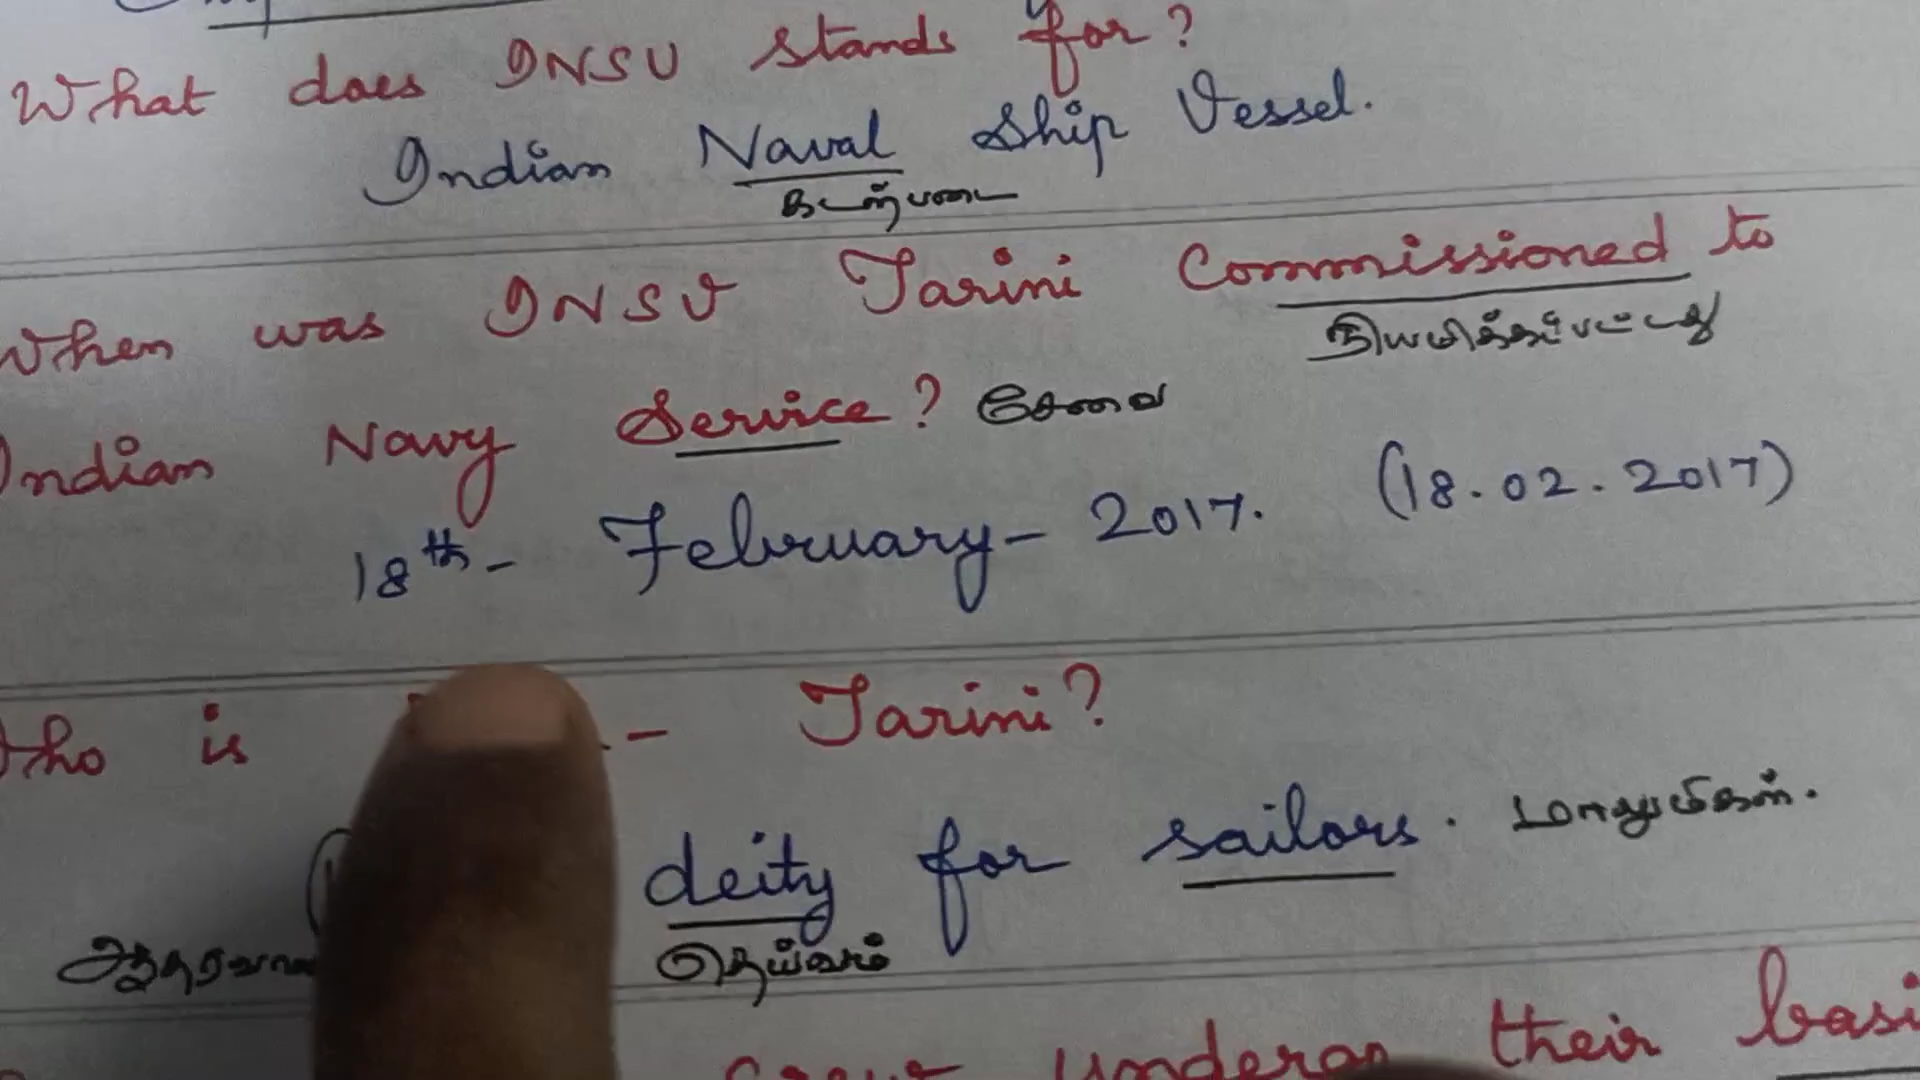 What does INSV stands for?
Indian Naval Ship Vessel.
கடற்படை
When was INSV Tarini Commissioned to
நியமிக்கப்பட்டது
Indian Navy Service? சேவை
18th - February - 2017. (18.02.2017)
is - Tarini?
deity for sailors. மாலுமிகள்.
தெய்வம்
their